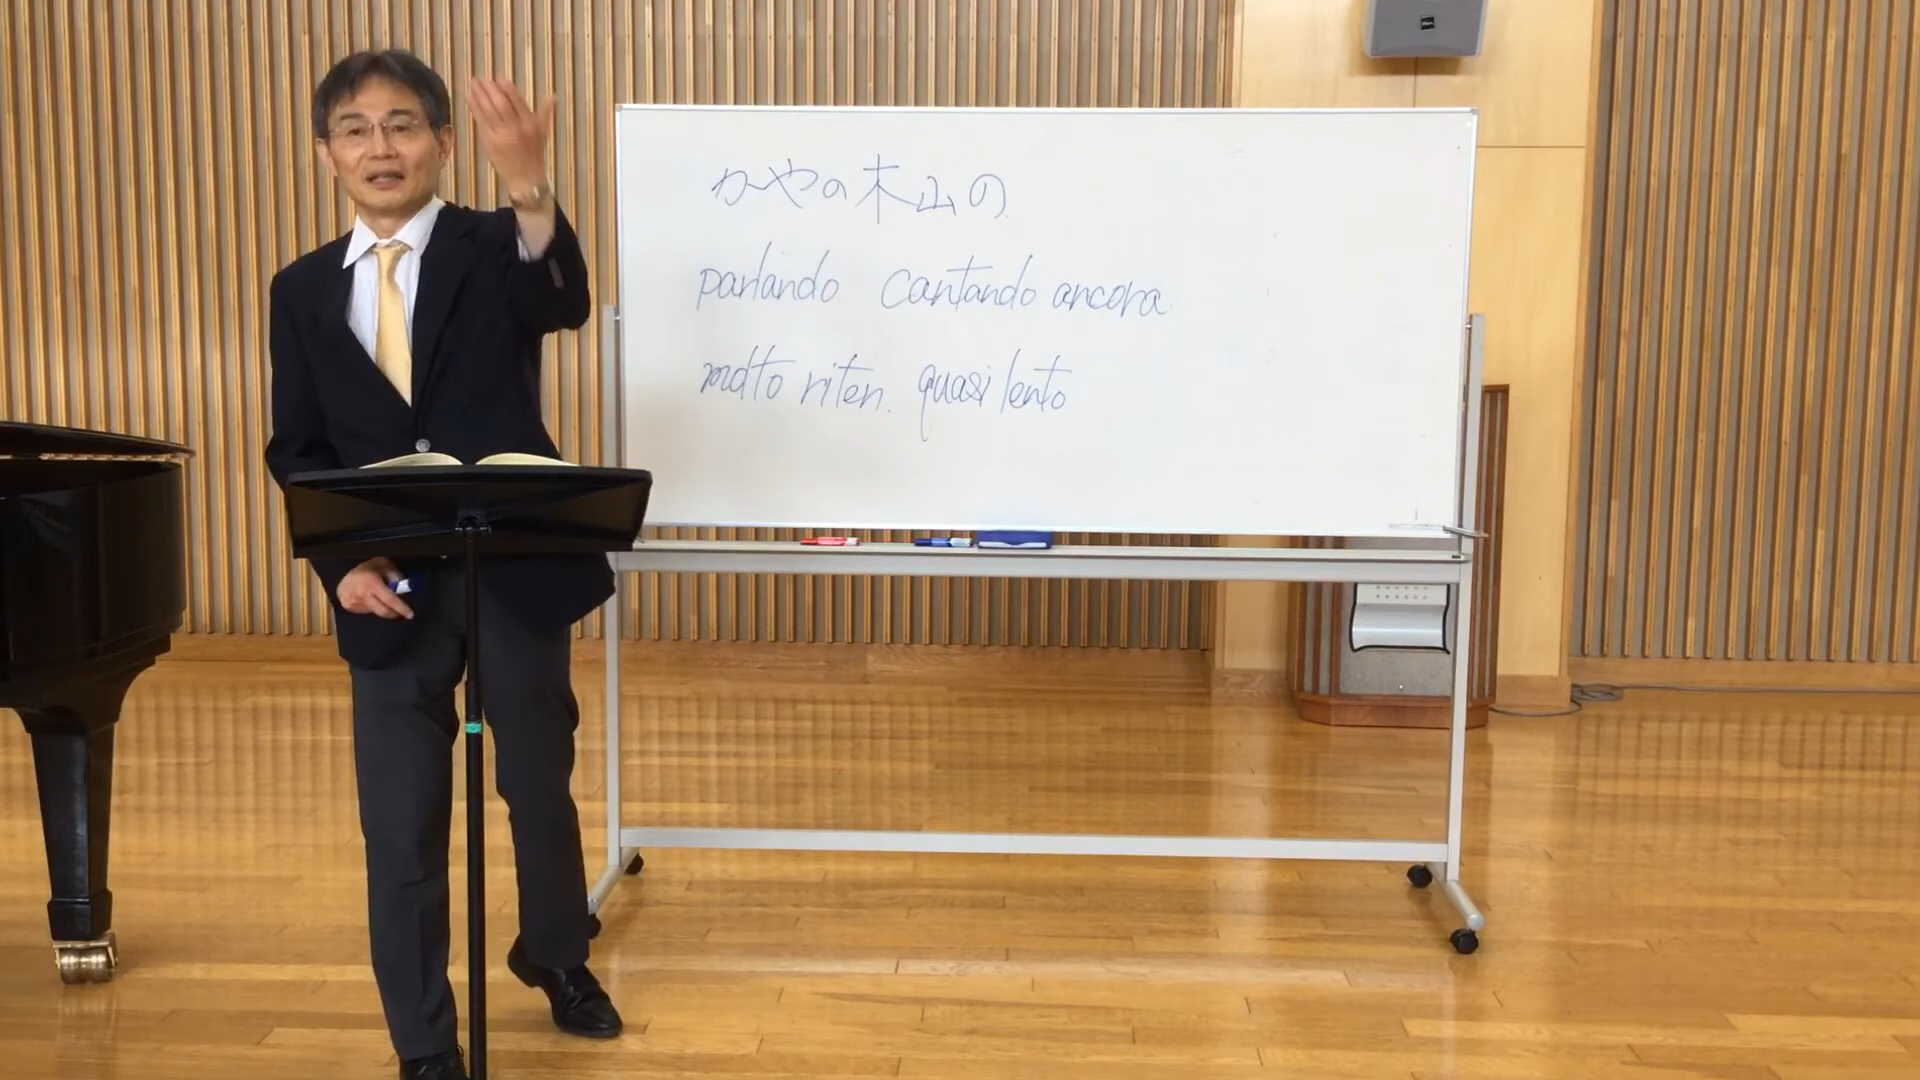 かやの木山の
parlando cantando ancora
molto riten. quasi lento